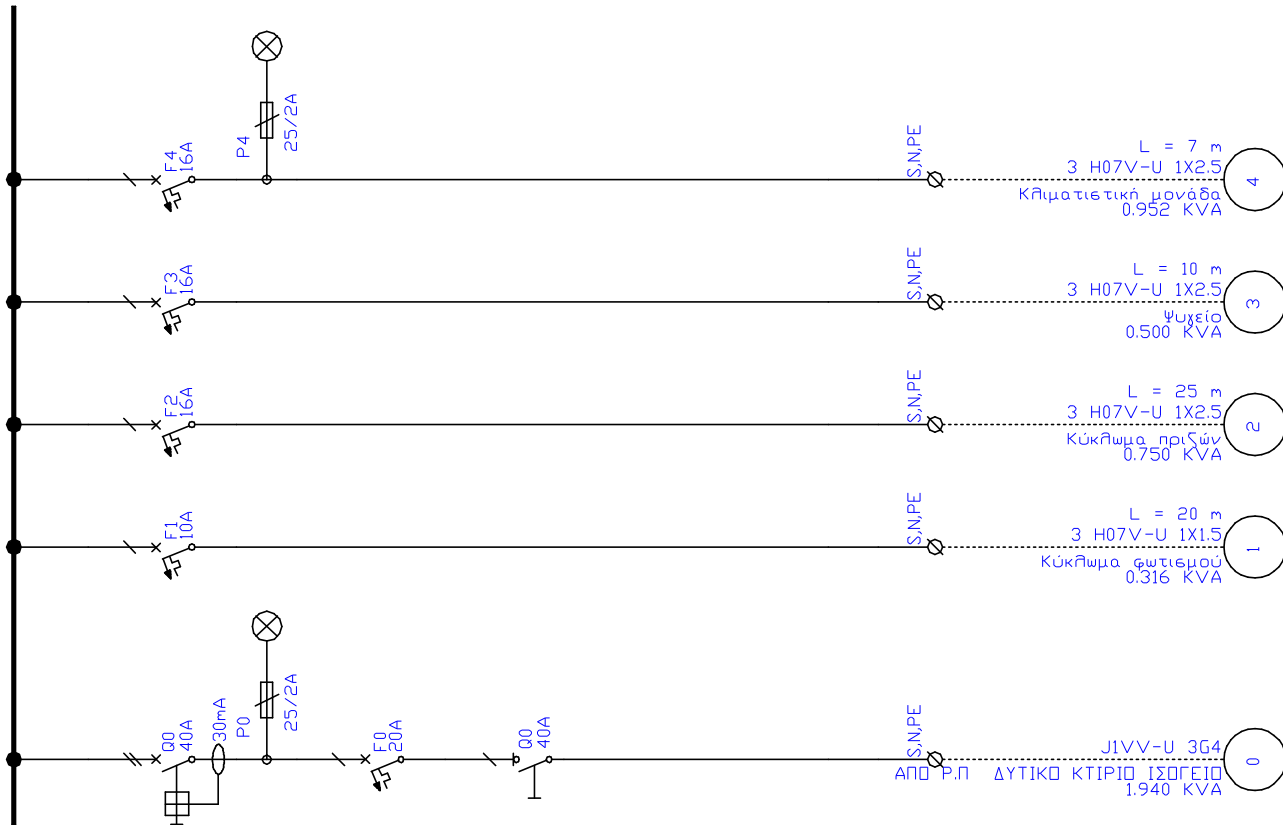 P4
25/2A
F4
16A
S,N,PE
L = 7 m
3 H07V-U 1X2.5
Κλιματιστική μονάδα
0.952 KVA
4
F3
16A
S,N,PE
L = 10 m
3 H07V-U 1X2.5
Ψυγείο
0.500 KVA
3
F2
16A
S,N,PE
L = 25 m
3 H07V-U 1X2.5
Κύκλωμα πριζών
0.750 KVA
2
F1
10A
S,N,PE
L = 20 m
3 H07V-U 1X1.5
Κύκλωμα φωτισμού
0.316 KVA
1
Q0
40A
30mA
P0
25/2A
F0
20A
Q0
40A
S,N,PE
J1VV-U 3G4
ΑΠΟ Ρ.Π ΔΥΤΙΚΟ ΚΤΙΡΙΟ ΙΣΟΓΕΙΟ
1.940 KVA
0